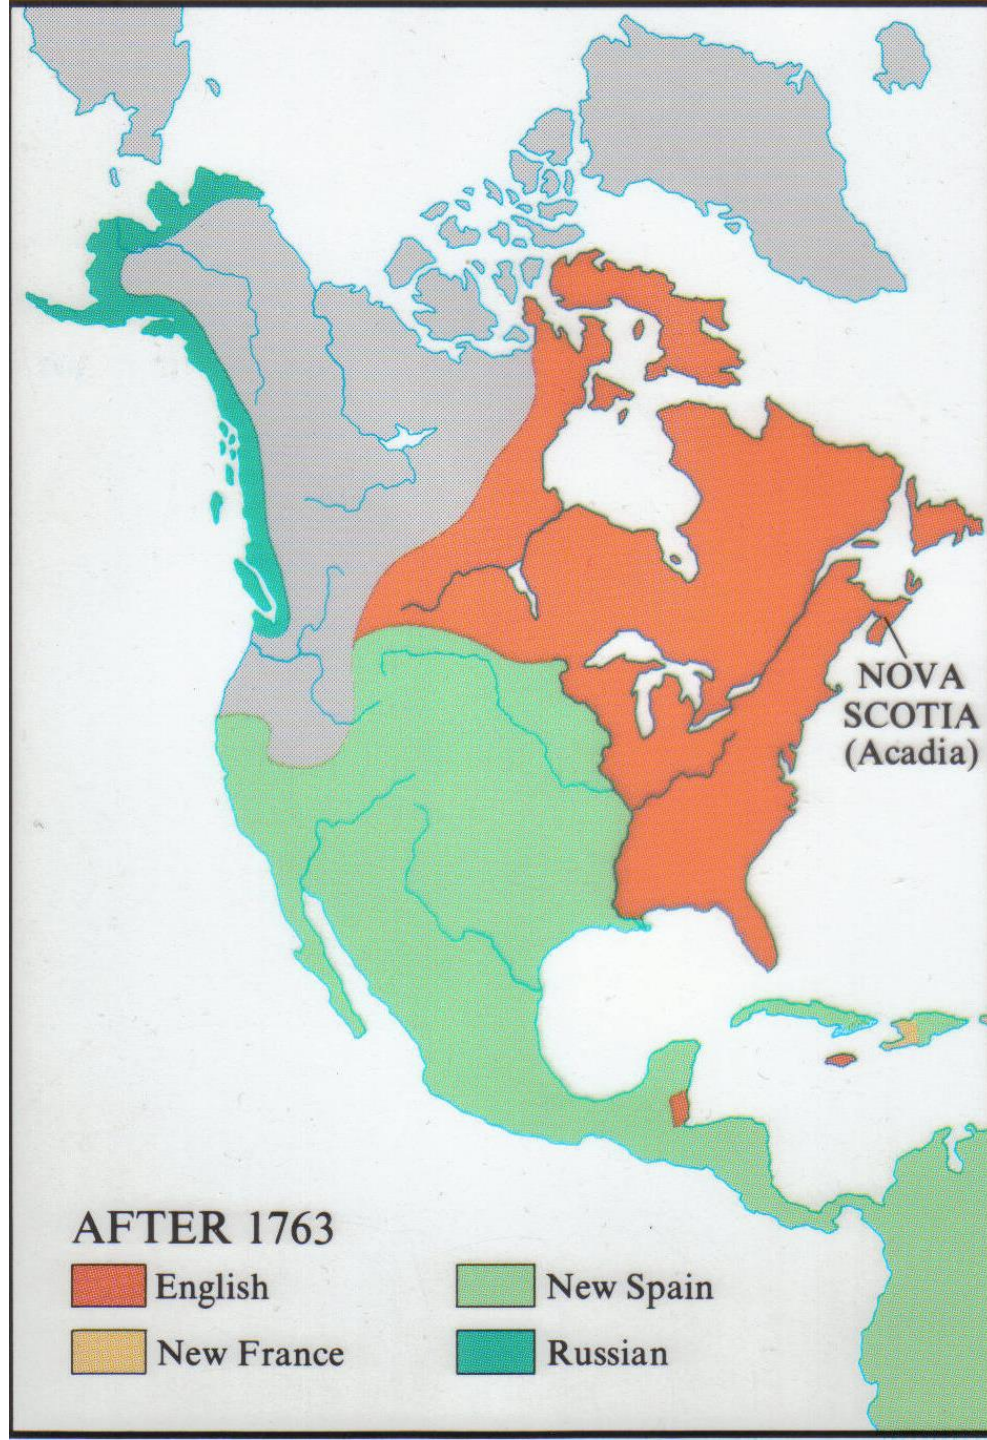 NOVA
SCOTIA
(Acadia)
AFTER 1763
English
New Spain
New France
Russian